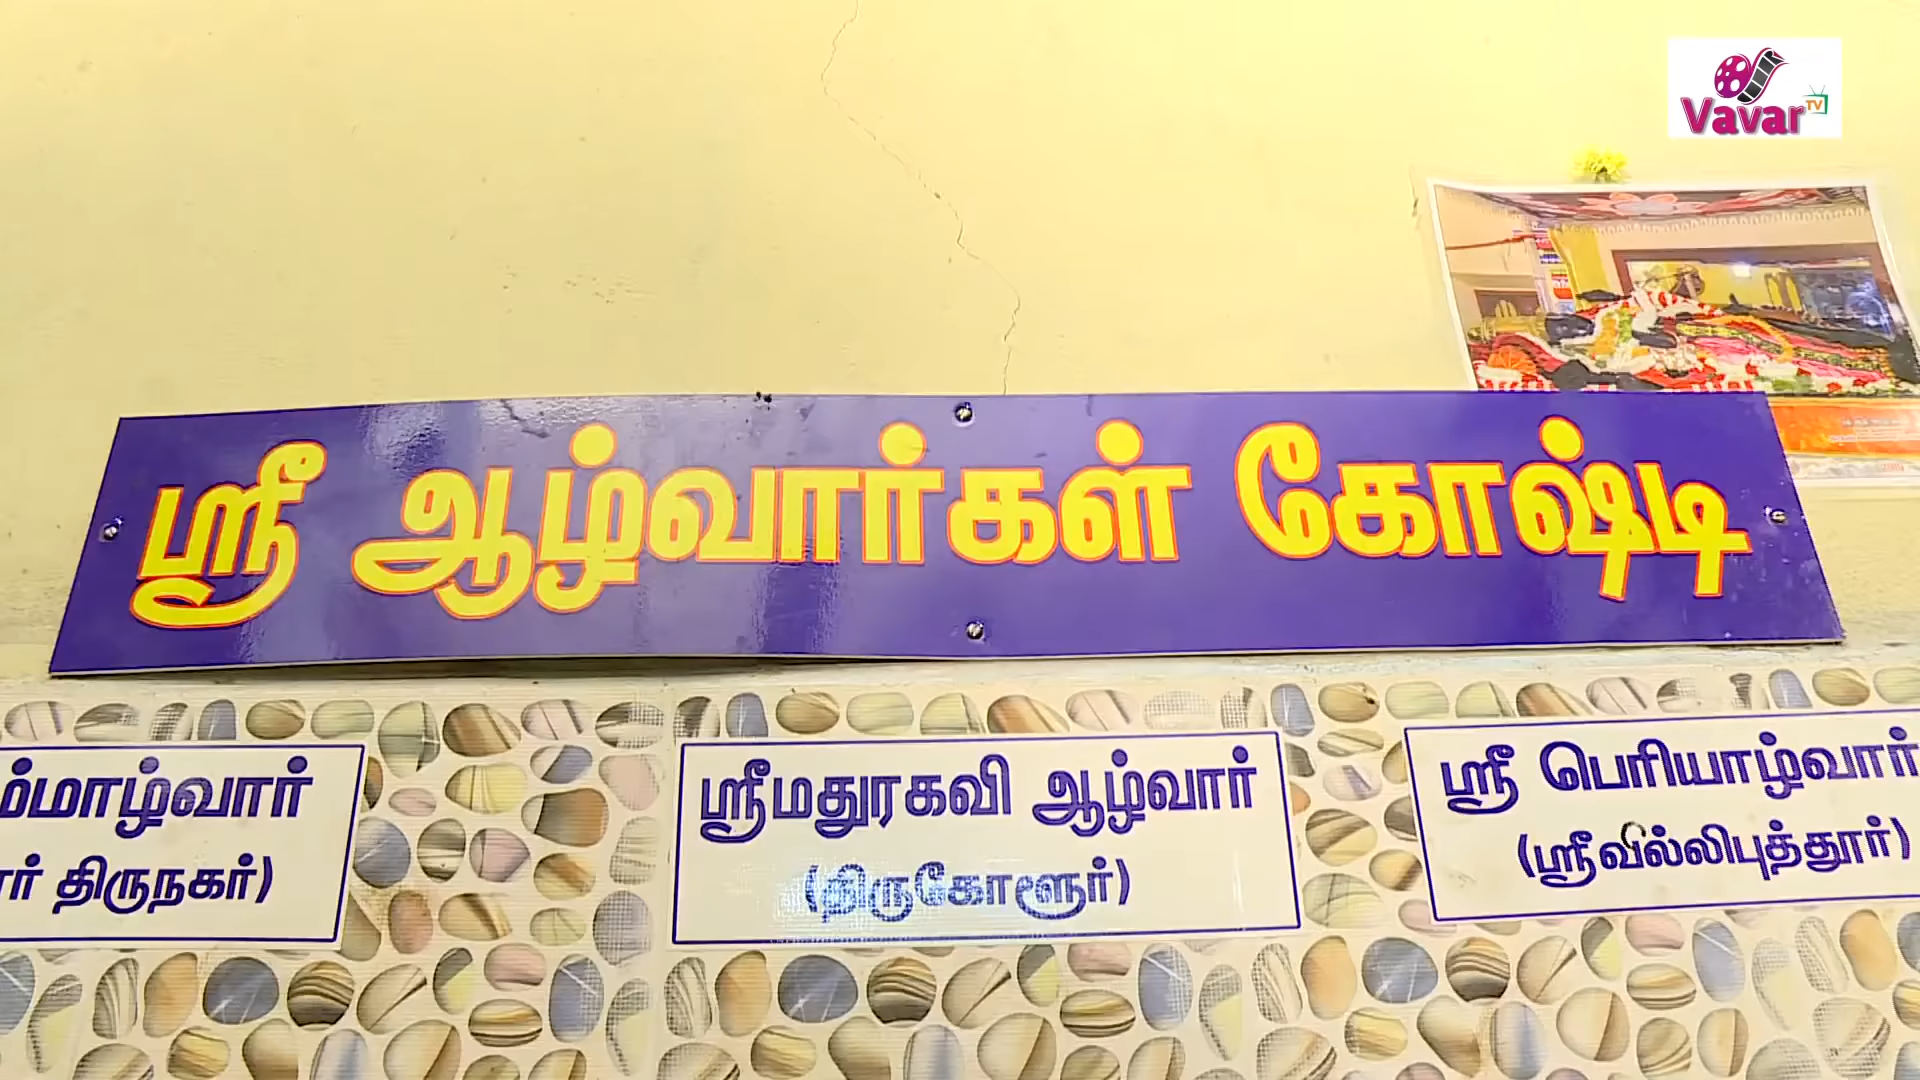 Vavar TV
ஸ்ரீ ஆழ்வார்கள் கோஷ்டி
ம்மாழ்வார்
ர் திருநகர்)
ஸ்ரீமதுரகவி ஆழ்வார்
(திருகோளூர்)
ஸ்ரீ பெரியாழ்வார்
(ஸ்ரீவில்லிபுத்தூர்)